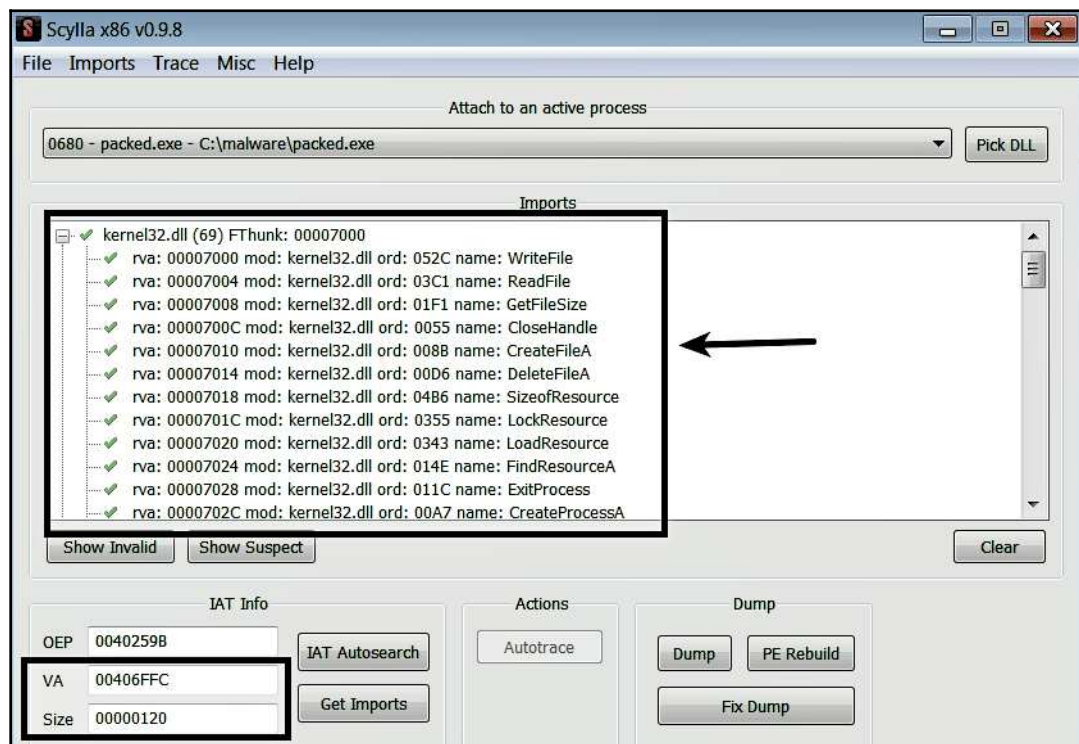 Scylla x86 v0.9.8
File Imports Trace Misc Help
Attach to an active process
0680 - packed.exe - C:\malware\packed.exe
Pick DLL
Imports
kernel32.dll (69) FThunk: 00007000
rva: 00007000 mod: kernel32.dll ord: 052C name: WriteFile
rva: 00007004 mod: kernel32.dll ord: 03C1 name: ReadFile
rva: 00007008 mod: kernel32.dll ord: 01F1 name: GetFileSize
rva: 0000700C mod: kernel32.dll ord: 0055 name: CloseHandle
rva: 00007010 mod: kernel32.dll ord: 008B name: CreateFileA
rva: 00007014 mod: kernel32.dll ord: 00D6 name: DeleteFileA
rva: 00007018 mod: kernel32.dll ord: 04B6 name: SizeofResource
rva: 0000701C mod: kernel32.dll ord: 0355 name: LockResource
rva: 00007020 mod: kernel32.dll ord: 0343 name: LoadResource
rva: 00007024 mod: kernel32.dll ord: 014E name: FindResourceA
rva: 00007028 mod: kernel32.dll ord: 011C name: ExitProcess
rva: 0000702C mod: kernel32.dll ord: 00A7 name: CreateProcessA
Show Invalid
Show Suspect
Clear
IAT Info
OEP 0040259B
VA 00406FFC
Size 00000120
IAT Autosearch
Get Imports
Actions
Autotrace
Dump
Dump
PE Rebuild
Fix Dump